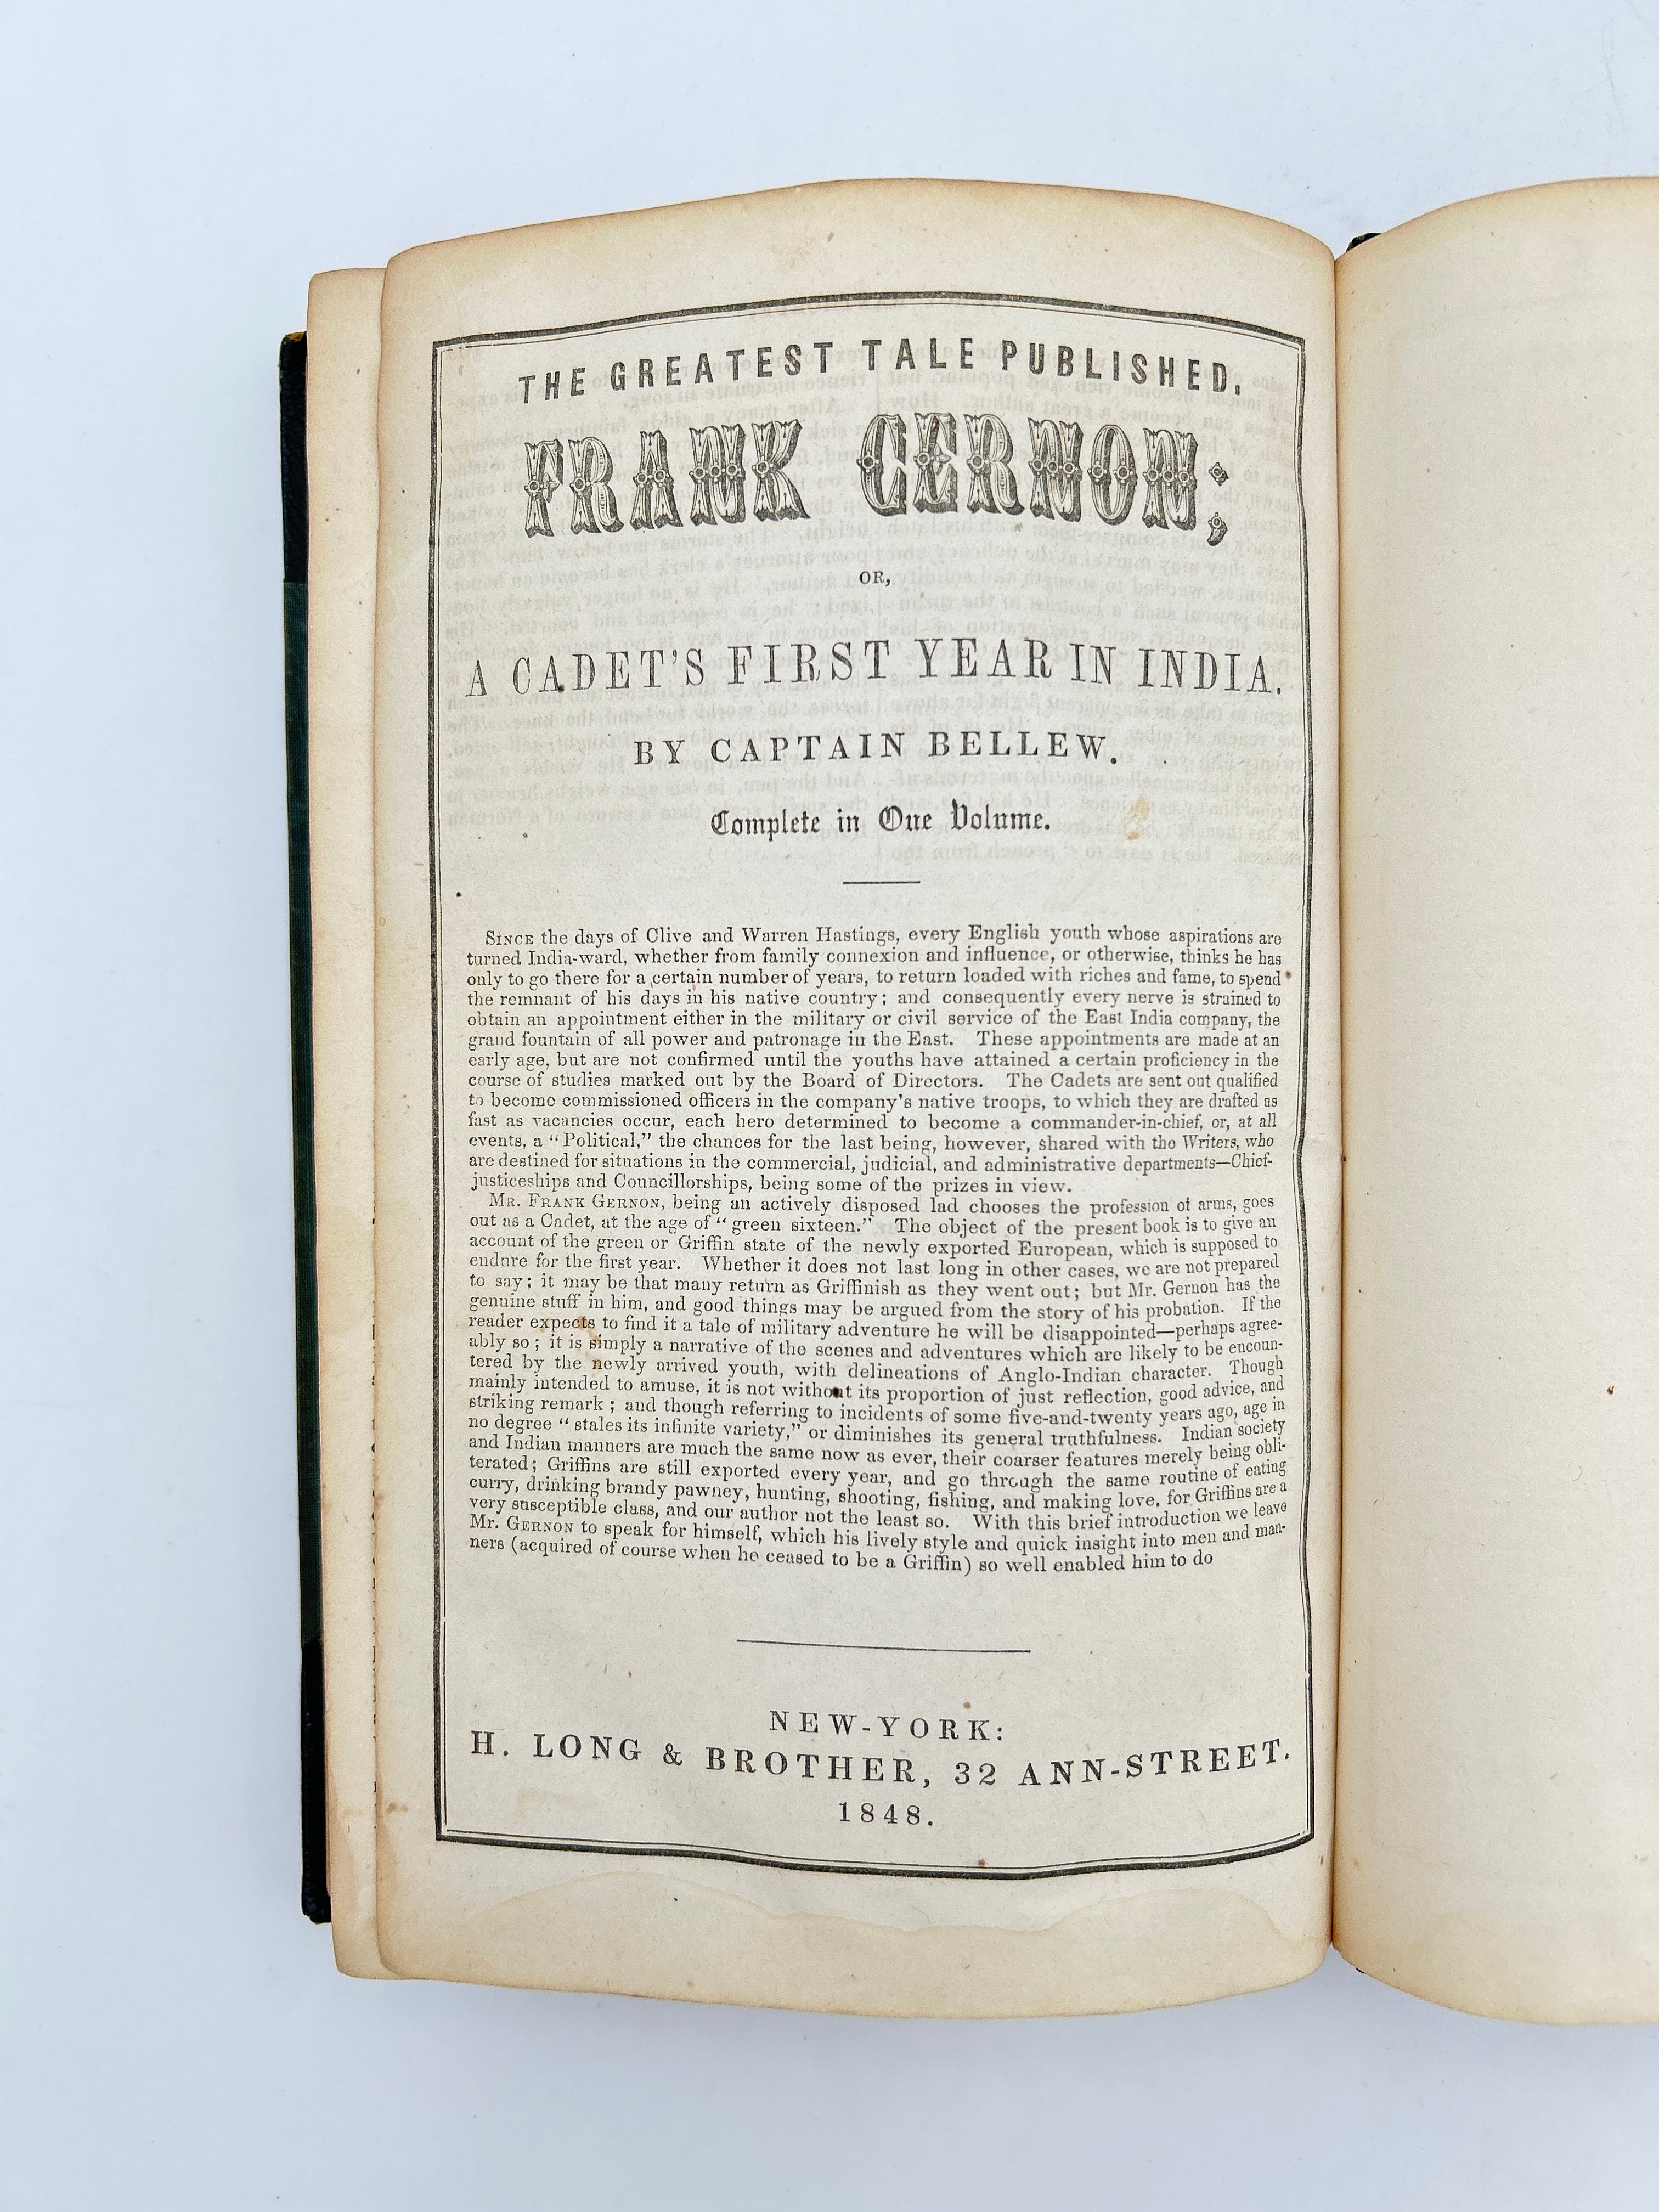 THE GREATEST TALE PUBLISHED,
FRANK GERNON;
OR,
A CADET'S FIRST YEAR IN INDIA.
BY CAPTAIN BELLEW.
Complete in One Volume.
SINCE the days of Clive and Warren Hastings, every English youth whose aspirations are
turned India-ward, whether from family connexion and influence, or otherwise, thinks he has
only to go there for a certain number of years, to return loaded with riches and fame, to spend
the remnant of his days in his native country; and consequently every nerve is strained to
obtain an appointment either in the military or civil service of the East India company, the
grand fountain of all power and patronage in the East. These appointments are made at an
early age, but are not confirmed until the youths have attained a certain proficiency in the
course of studies marked out by the Board of Directors. The Cadets are sent out qualified
to become commissioned officers in the company's native troops, to which they are drafted as
fast as vacancies occur, each hero determined to become a commander-in-chief, or, at all
events, a "Political," the chances for the last being, however, shared with the Writers, who
are destined for situations in the commercial, judicial, and administrative departments—Chief-
justiceships and Councillorships, being some of the prizes in view.
MR. FRANK GERNON, being an actively disposed lad chooses the profession of arms, goes
out as a Cadet, at the age of "green sixteen." The object of the present book is to give an
account of the green or Griffin state of the newly exported European, which is supposed to
endure for the first year. Whether it does not last long in other cases, we are not prepared
to say; it may be that many return as Griffinish as they went out; but Mr. Gernon has the
genuine stuff in him, and good things may be argued from the story of his probation. If the
reader expects to find it a tale of military adventure he will be disappointed—perhaps agree-
ably so; it is simply a narrative of the scenes and adventures which are likely to be encoun-
tered by the newly arrived youth, with delineations of Anglo-Indian character. Though
mainly intended to amuse, it is not without its proportion of just reflection, good advice, and
striking remark; and though referring to incidents of some five-and-twenty years ago, age in
no degree "stales its infinite variety," or diminishes its general truthfulness. Indian society
and Indian manners are much the same now as ever, their coarser features merely being obli-
terated; Griffins are still exported every year, and go through the same routine of eating
curry, drinking brandy pawney, hunting, shooting, fishing, and making love, for Griffins are a
very susceptible class, and our author not the least so. With this brief introduction we leave
Mr. GERNON to speak for himself, which his lively style and quick insight into men and man-
ners (acquired of course when he ceased to be a Griffin) so well enabled him to do
NEW-YORK:
H. LONG & BROTHER, 32 ANN-STREET.
1848.